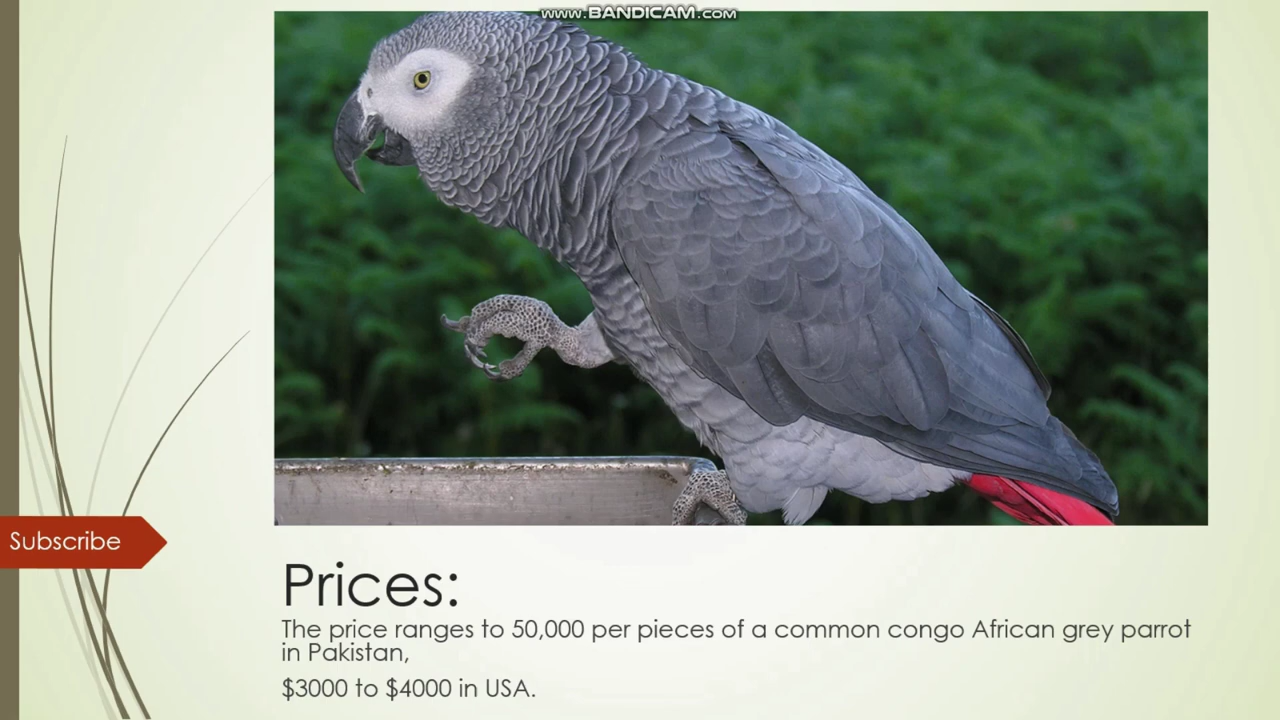 www.BANDICAM.com
Subscribe
Prices:
The price ranges to 50,000 per pieces of a common congo African grey parrot
in Pakistan,
$3000 to $4000 in USA.